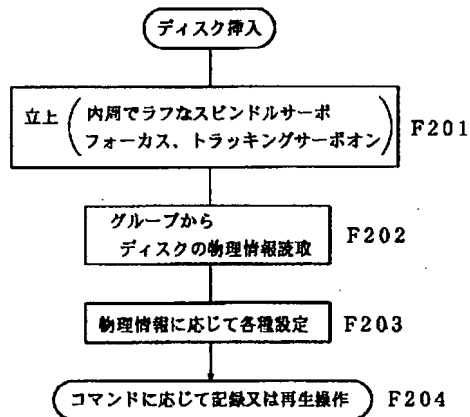 ディスク挿入
立上 (内周でラフなスピンドルサーボ
フォーカス、トラッキングサーボオン) F201
グループから
ディスクの物理情報読取 F202
物理情報に応じて各種設定 F203
コマンドに応じて記録又は再生操作 F204